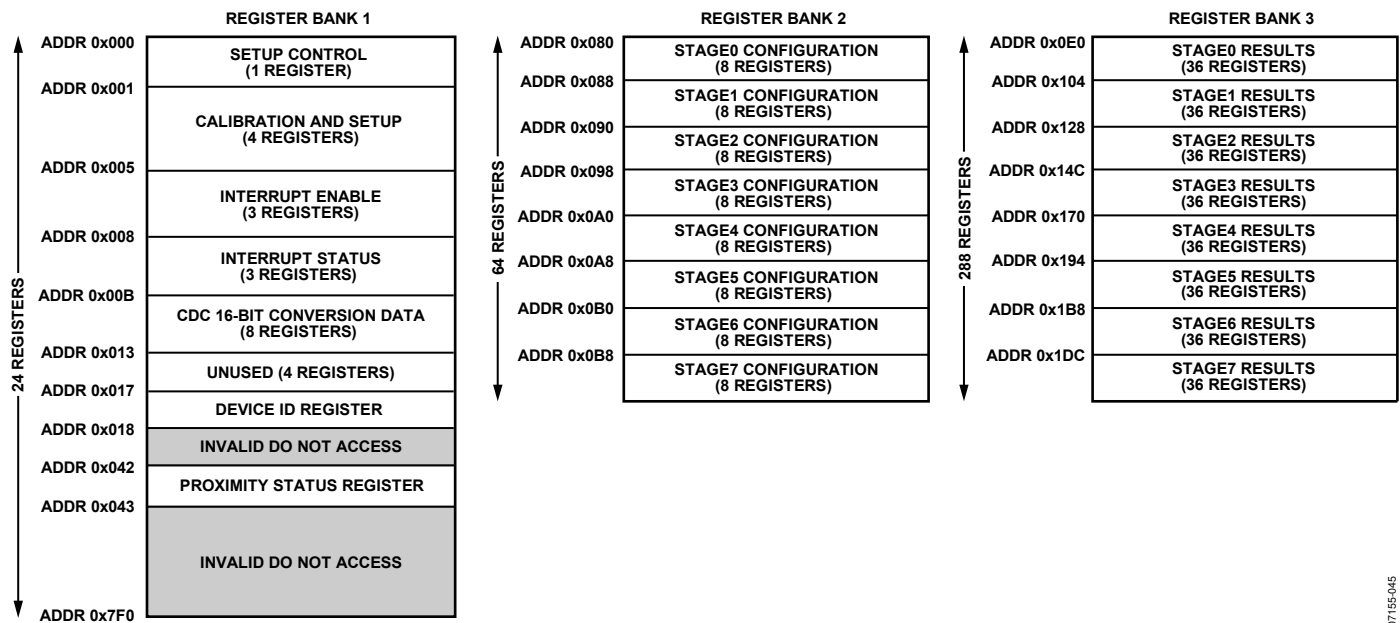 REGISTER BANK 1
ADDR 0x000
SETUP CONTROL
(1 REGISTER)
ADDR 0x001
CALIBRATION AND SETUP
(4 REGISTERS)
ADDR 0x005
INTERRUPT ENABLE
(3 REGISTERS)
ADDR 0x008
INTERRUPT STATUS
(3 REGISTERS)
ADDR 0x00B
CDC 16-BIT CONVERSION DATA
(8 REGISTERS)
ADDR 0x013
UNUSED (4 REGISTERS)
ADDR 0x017
DEVICE ID REGISTER
ADDR 0x018
INVALID DO NOT ACCESS
ADDR 0x042
PROXIMITY STATUS REGISTER
ADDR 0x043
INVALID DO NOT ACCESS
ADDR 0x7F0
24 REGISTERS
REGISTER BANK 2
ADDR 0x080
STAGE0 CONFIGURATION
(8 REGISTERS)
ADDR 0x088
STAGE1 CONFIGURATION
(8 REGISTERS)
ADDR 0x090
STAGE2 CONFIGURATION
(8 REGISTERS)
ADDR 0x098
STAGE3 CONFIGURATION
(8 REGISTERS)
ADDR 0x0A0
STAGE4 CONFIGURATION
(8 REGISTERS)
ADDR 0x0A8
STAGE5 CONFIGURATION
(8 REGISTERS)
ADDR 0x0B0
STAGE6 CONFIGURATION
(8 REGISTERS)
ADDR 0x0B8
STAGE7 CONFIGURATION
(8 REGISTERS)
64 REGISTERS
REGISTER BANK 3
ADDR 0x0E0
STAGE0 RESULTS
(36 REGISTERS)
ADDR 0x104
STAGE1 RESULTS
(36 REGISTERS)
ADDR 0x128
STAGE2 RESULTS
(36 REGISTERS)
ADDR 0x14C
STAGE3 RESULTS
(36 REGISTERS)
ADDR 0x170
STAGE4 RESULTS
(36 REGISTERS)
ADDR 0x194
STAGE5 RESULTS
(36 REGISTERS)
ADDR 0x1B8
STAGE6 RESULTS
(36 REGISTERS)
ADDR 0x1DC
STAGE7 RESULTS
(36 REGISTERS)
288 REGISTERS
07155-045